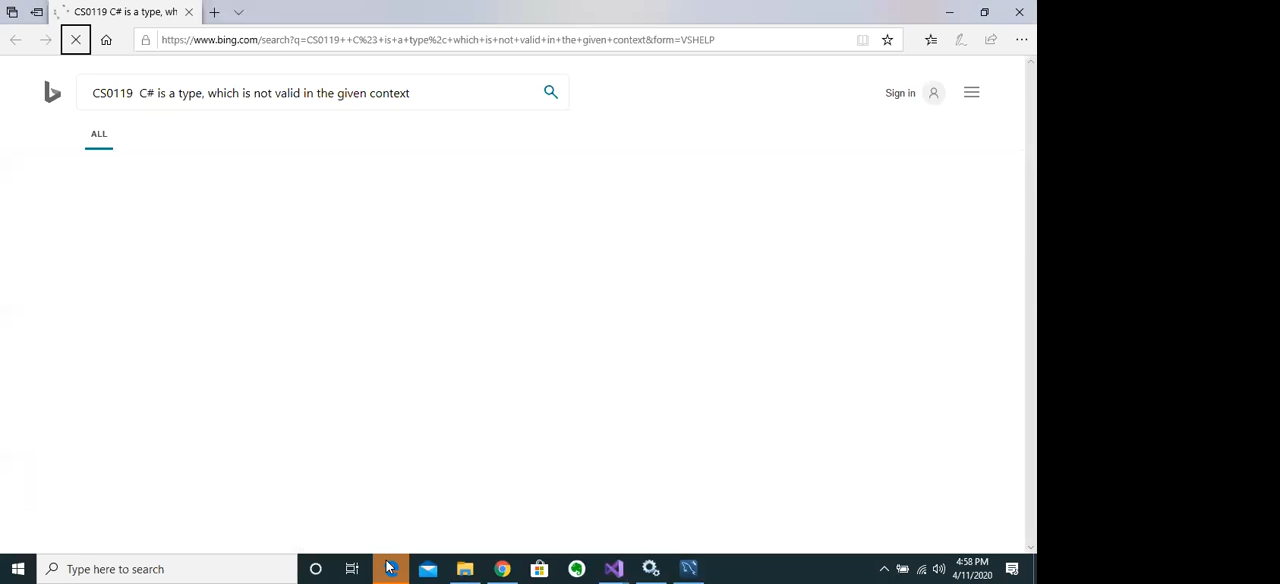 CS0119 C# is a type, wh
https://www.bing.com/search?q=CS0119++C%23+is+a+type%2c+which+is+not+valid+in+the+given+context&form=VSHELP
CS0119  C# is a type, which is not valid in the given context
Sign in
ALL
Type here to search
4:58 PM
4/11/2020